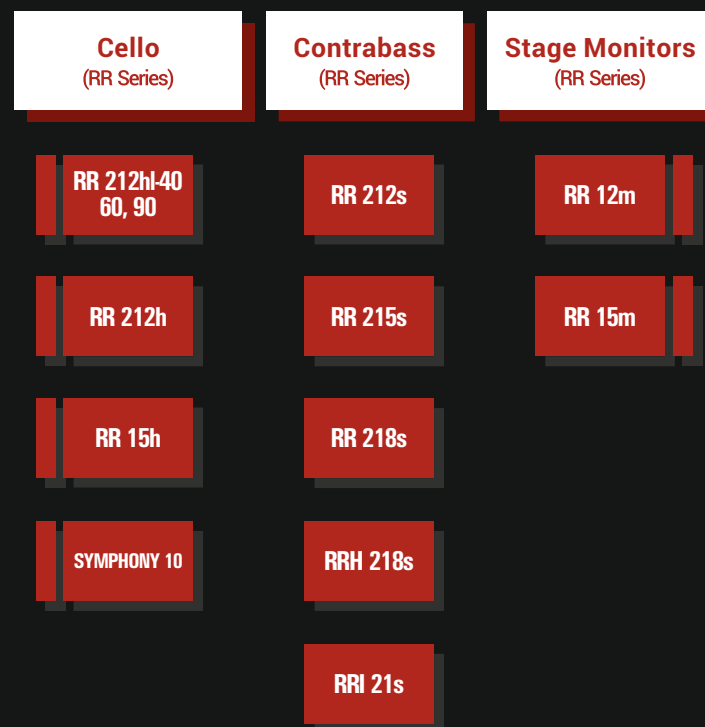 Cello
(RR Series)
RR 212hl-40
60, 90
RR 212h
RR 15h
SYMPHONY 10
Contrabass
(RR Series)
RR 212s
RR 215s
RR 218s
RRH 218s
RRI 21s
Stage Monitors
(RR Series)
RR 12m
RR 15m